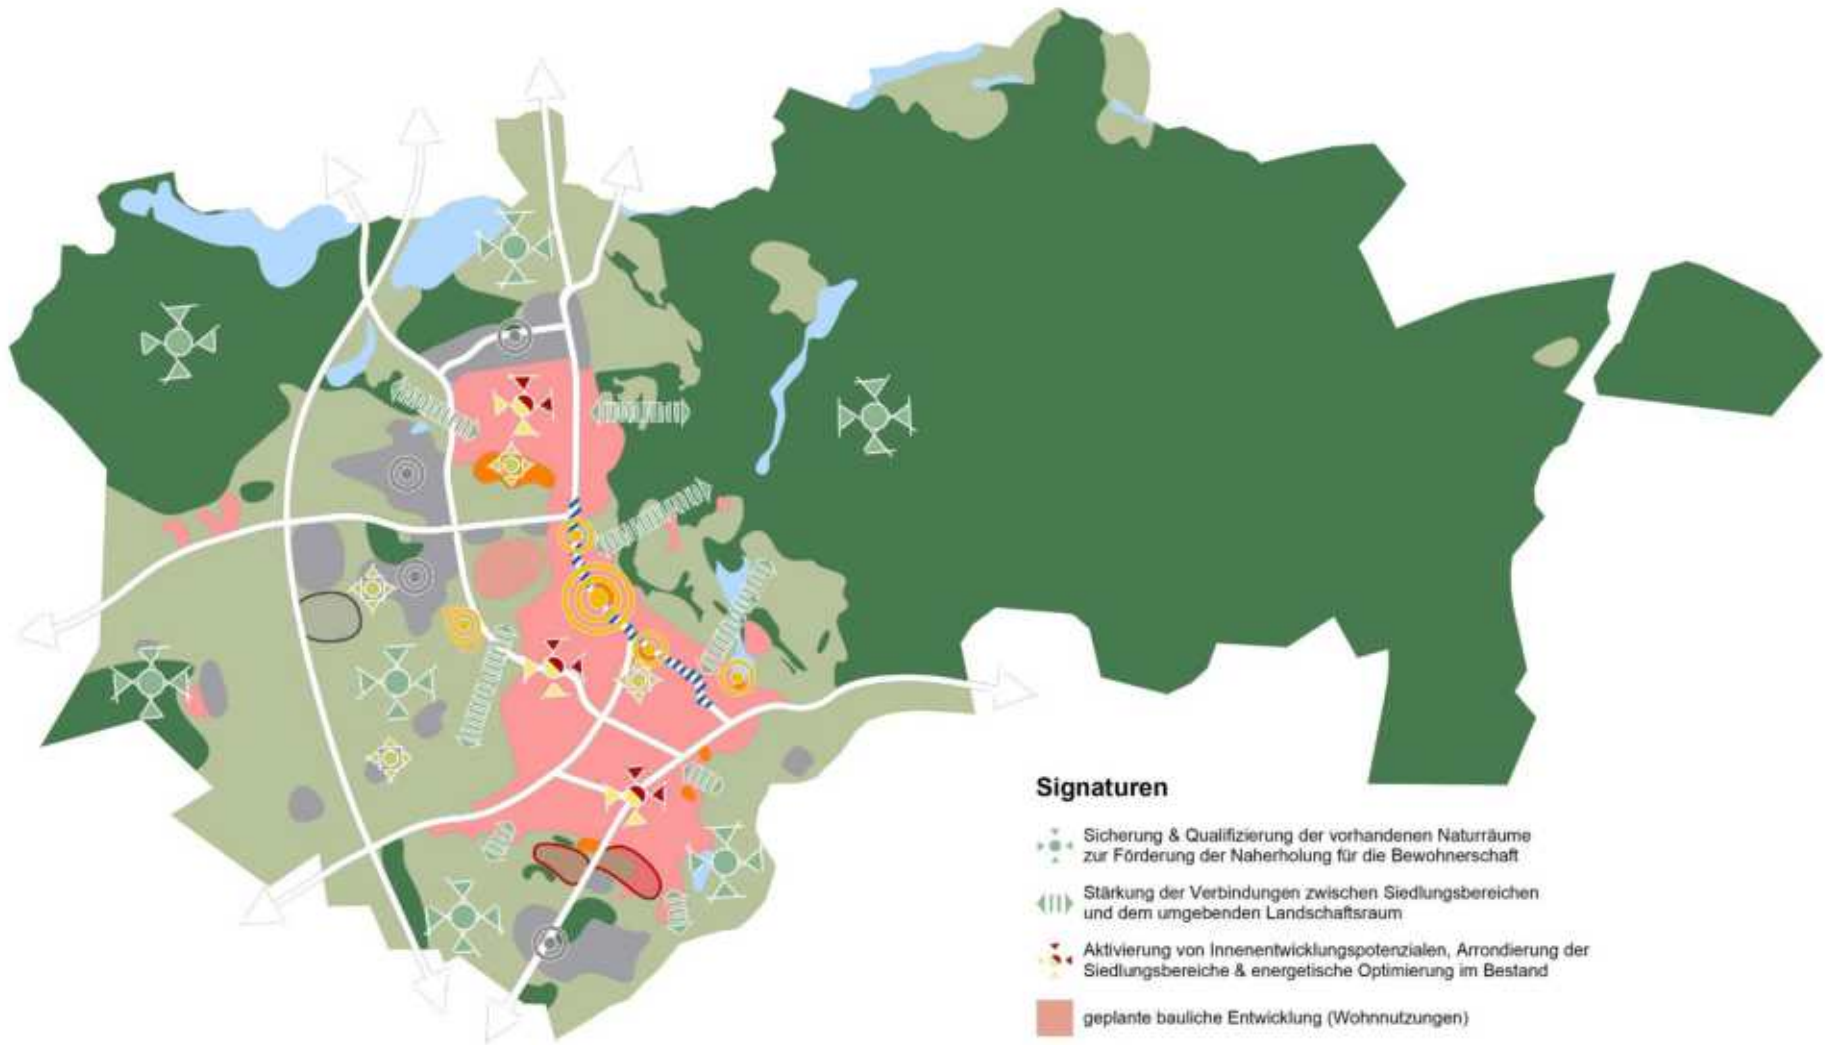 Signaturen
Sicherung & Qualifizierung der vorhandenen Naturräume
zur Förderung der Naherholung für die Bewohnerschaft
Stärkung der Verbindungen zwischen Siedlungsbereichen
und dem umgebenden Landschaftsraum
Aktivierung von Innenentwicklungspotenzialen, Arrondierung der
Siedlungsbereiche & energetische Optimierung im Bestand
geplante bauliche Entwicklung (Wohnnutzungen)